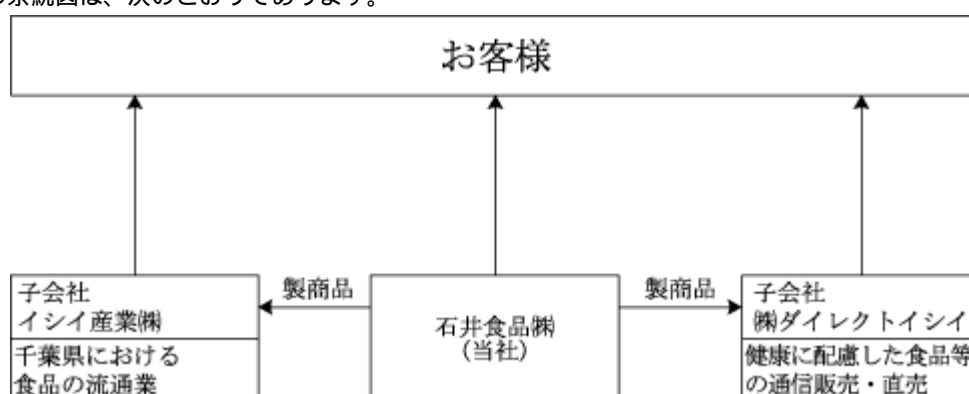 の系統図は、次のとおりであります。
お客様
子会社
イシイ産業㈱
千葉県における
食品の流通業
製商品
石井食品㈱
(当社)
製商品
子会社
㈱ダイレクトイシイ
健康に配慮した食品等
の通信販売・直売